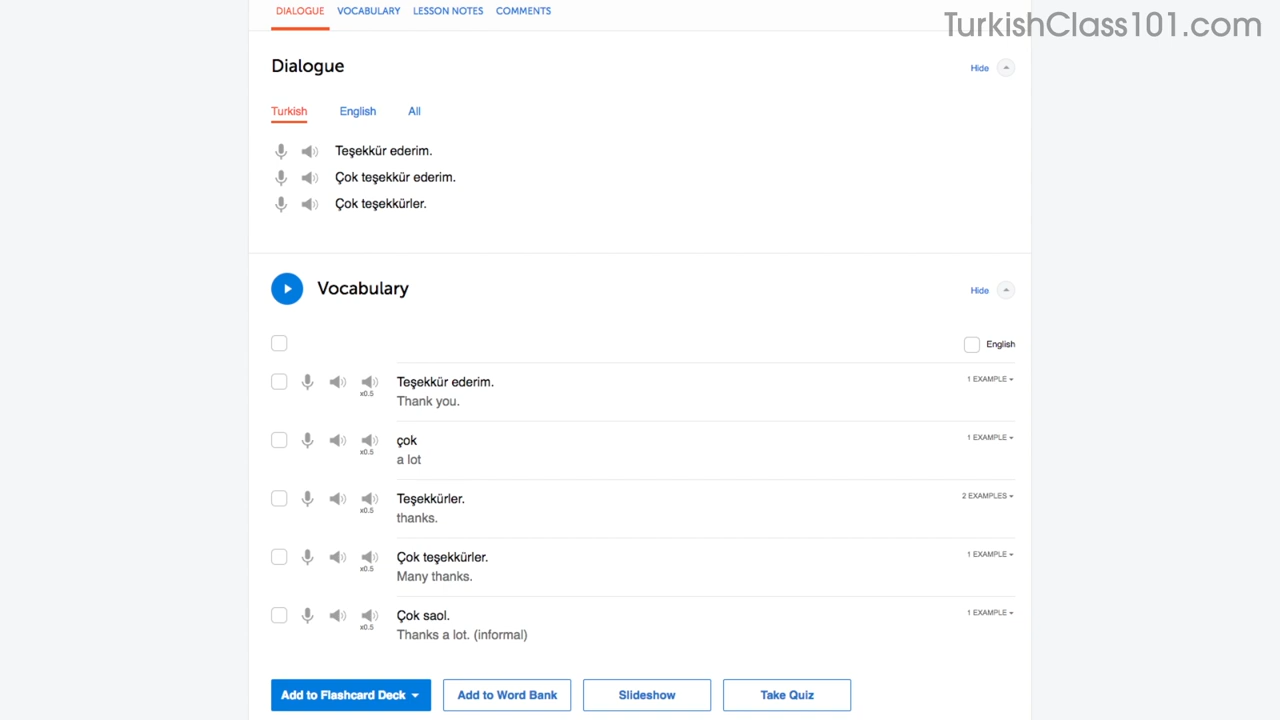 DIALOGUE VOCABULARY LESSON NOTES COMMENTS
TurkishClass101.com
Dialogue
Hide
Turkish English All
Teşekkür ederim.
Çok teşekkür ederim.
Çok teşekkürler.
Vocabulary
Hide
English
Teşekkür ederim.
1 EXAMPLE
Thank you.
x0.5
çok
1 EXAMPLE
a lot
x0.5
Teşekkürler.
2 EXAMPLES
thanks.
x0.5
Çok teşekkürler.
1 EXAMPLE
Many thanks.
x0.5
Çok saol.
1 EXAMPLE
Thanks a lot. (informal)
x0.5
Add to Flashcard Deck Add to Word Bank Slideshow Take Quiz